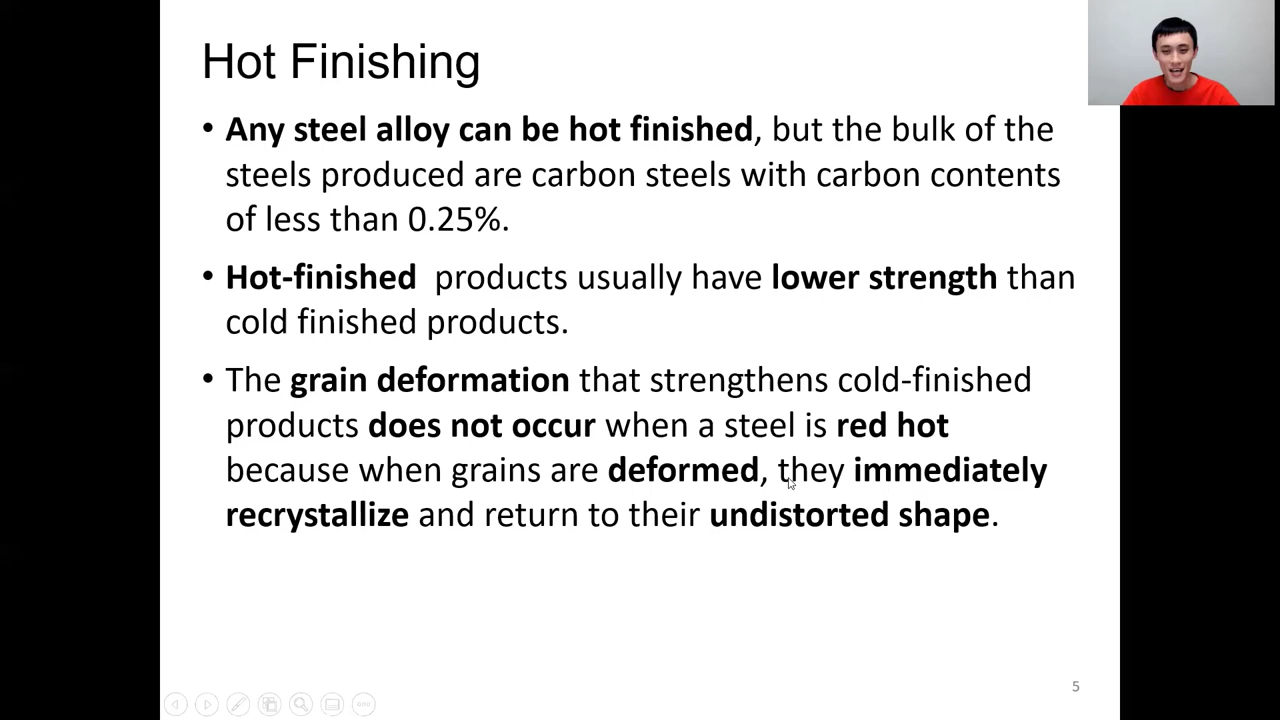 Hot Finishing
• Any steel alloy can be hot finished, but the bulk of the
steels produced are carbon steels with carbon contents
of less than 0.25%.
• Hot-finished  products usually have lower strength than
cold finished products.
• The grain deformation that strengthens cold-finished
products does not occur when a steel is red hot
because when grains are deformed, they immediately
recrystallize and return to their undistorted shape.
5